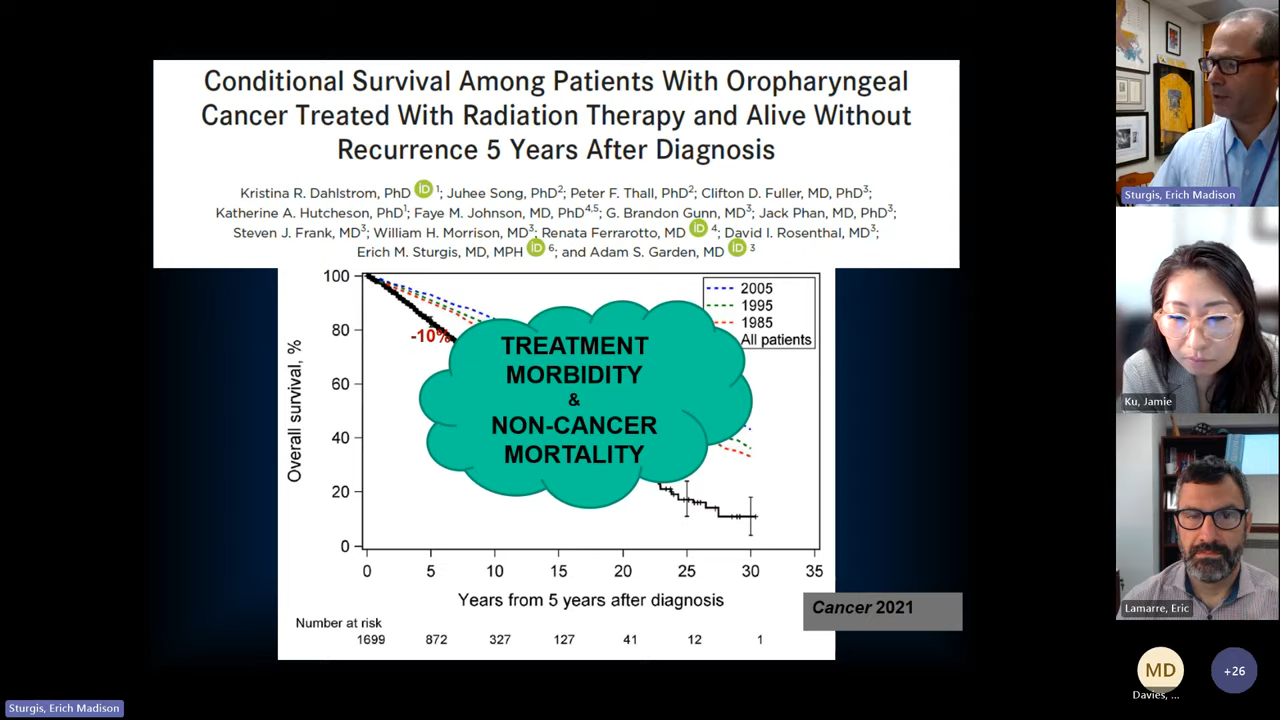 Conditional Survival Among Patients With Oropharyngeal
Cancer Treated With Radiation Therapy and Alive Without
Recurrence 5 Years After Diagnosis
Kristina R. Dahlstrom, PhD iD 1; Juhee Song, PhD2; Peter F. Thall, PhD2; Clifton D. Fuller, MD, PhD3;
Katherine A. Hutcheson, PhD1; Faye M. Johnson, MD, PhD4,5; G. Brandon Gunn, MD3; Jack Phan, MD, PhD3;
Steven J. Frank, MD3; William H. Morrison, MD3; Renata Ferrarotto, MD iD 4; David I. Rosenthal, MD3;
Erich M. Sturgis, MD, MPH iD 6; and Adam S. Garden, MD iD 3
100
80
60
40
20
0
Overall survival, %
-10%
2005
1995
1985
All patients
TREATMENT
MORBIDITY
&
NON-CANCER
MORTALITY
0 5 10 15 20 25 30 35
Years from 5 years after diagnosis
Number at risk
1699 872 327 127 41 12 1
Cancer 2021
Sturgis, Erich Madison
Ku, Jamie
Lamarre, Eric
MD
Davies, ...
+26
Sturgis, Erich Madison